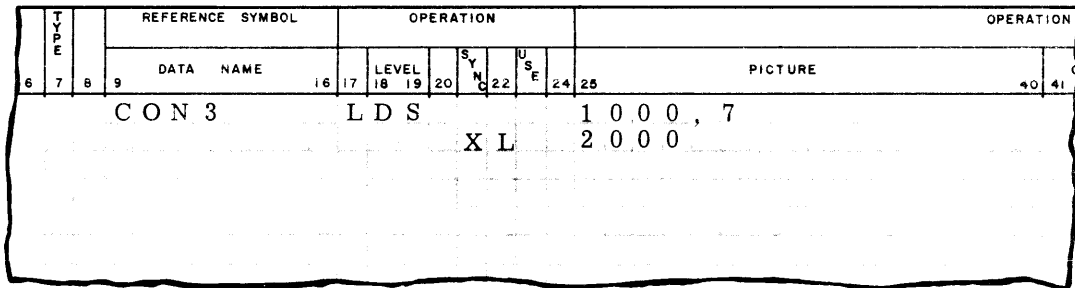 TYPE REFERENCE SYMBOL OPERATION OPERATION
DATA NAME LEVEL SYNC USE PICTURE
6 7 8 9 16 17 18 19 20 22 24 25 40 41
CON3 LDS 1000,7
XL 2000